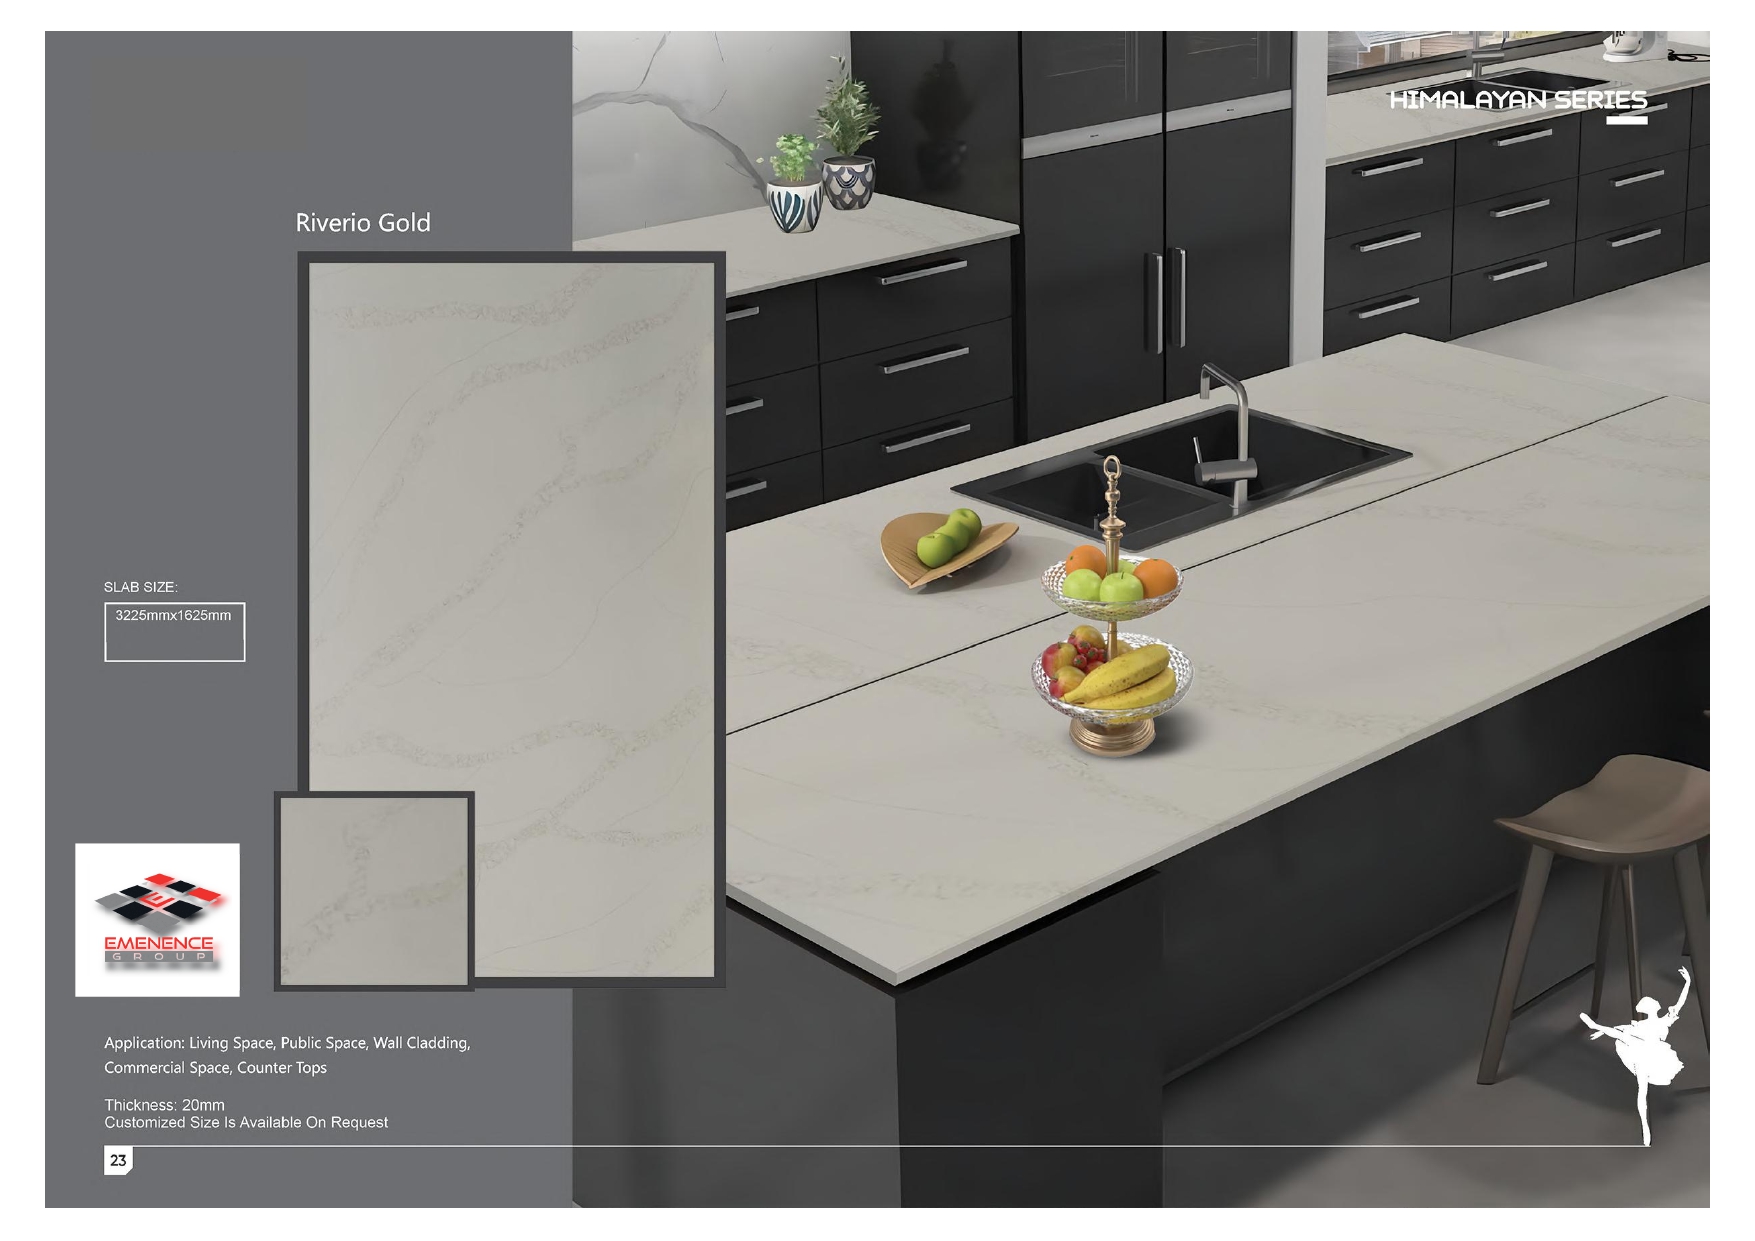 HIMALAYAN SERIES
Riverio Gold
SLAB SIZE:
3225mmx1625mm
E
EMENENCE
GROUP
Application: Living Space, Public Space, Wall Cladding,
Commercial Space, Counter Tops
Thickness: 20mm
Customized Size Is Available On Request
23